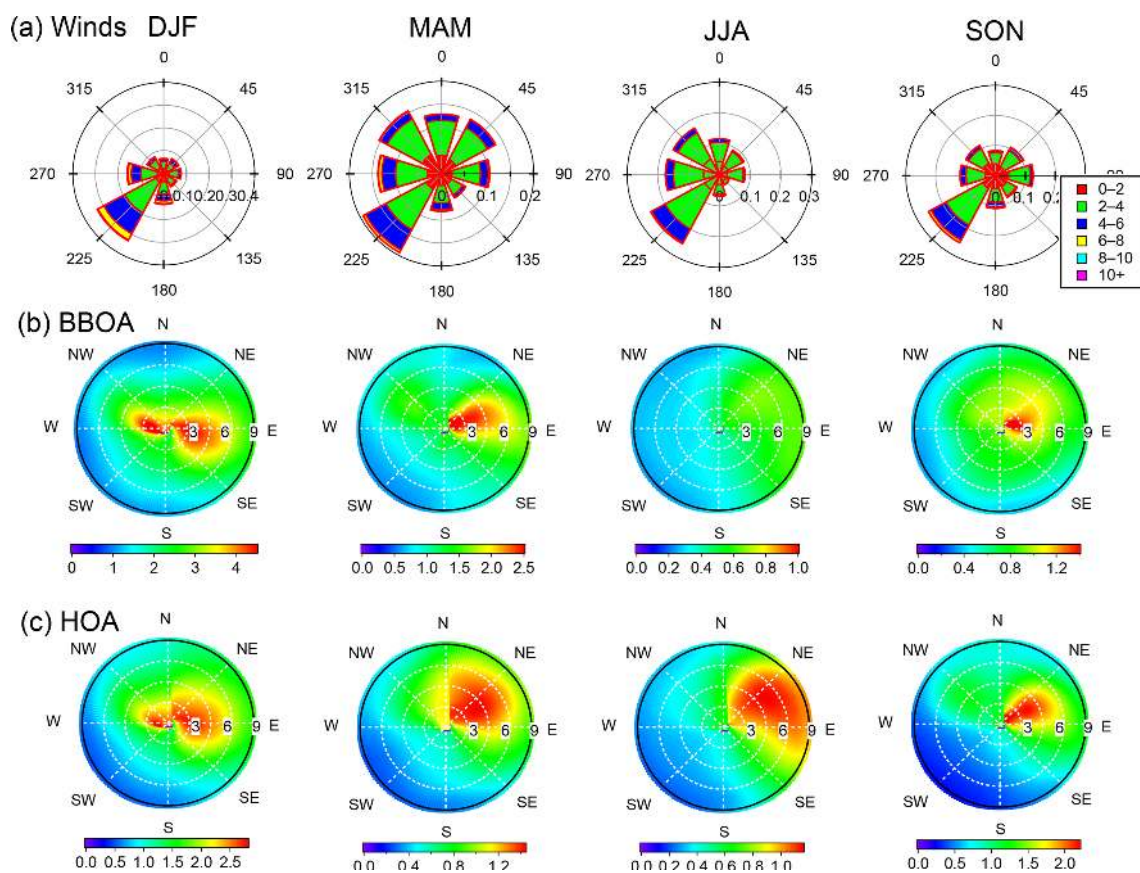 (a) Winds DJF MAM JJA SON
0 0 0 0
315 45 315 45 315 45 315 45
270 0 0.1 0.2 0.3 0.4 90 270 0 0.1 0.2 90 270 0 0.1 0.2 0.3 90 270 0 0.1 0.2 90
225 135 225 135 225 135 225
180 180 180 180
0–2
2–4
4–6
6–8
8–10
10+
(b) BBOA
N N N N
NW NE NW NE NW NE NW NE
W 3 6 9 E W 3 6 9 E W 3 6 9 E W 3 6 9 E
SW SE SW SE SW SE SW SE
S S S S
0 1 2 3 4 0.0 0.5 1.0 1.5 2.0 2.5 0.0 0.2 0.4 0.6 0.8 1.0 0.0 0.4 0.8 1.2
(c) HOA
N N N N
NW NE NW NE NW NE NW NE
W 3 6 9 E W 3 6 9 E W 3 6 9 E W 3 6 9 E
SW SE SW SE SW SE SW SE
S S S S
0.0 0.5 1.0 1.5 2.0 2.5 0.0 0.4 0.8 1.2 0.0 0.2 0.4 0.6 0.8 1.0 0.0 0.5 1.0 1.5 2.0